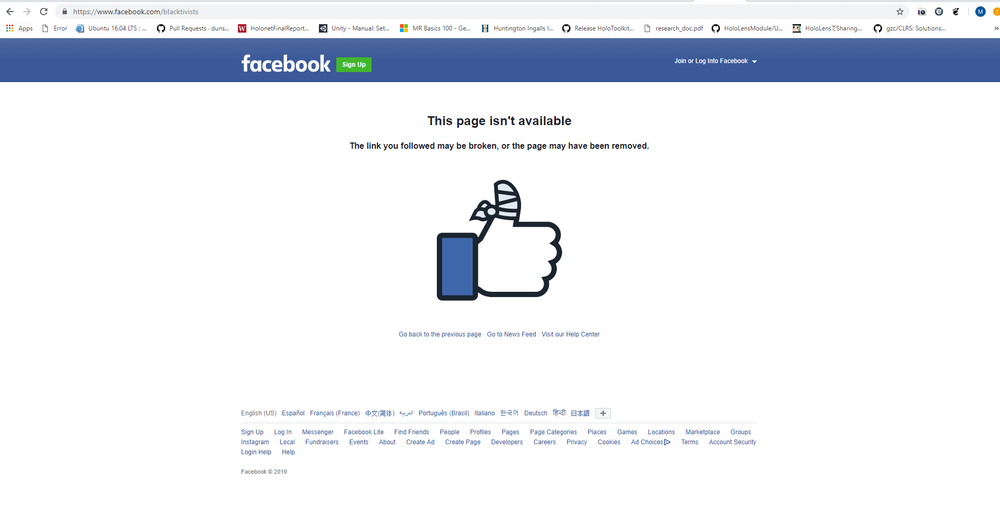 https://www.facebook.com/blacktivists
M
Apps Error Ubuntu 16.04 LTS : ... Pull Requests · duns... HolonetFinalReport... Unity - Manual: Set... MR Basics 100 - Ge... Huntington Ingalls I... Release HoloToolkit... research_doc.pdf HoloLensModule/U... HoloLensでSharing... gzc/CLRS: Solutions... »
facebook Sign Up Join or Log Into Facebook
This page isn't available
The link you followed may be broken, or the page may have been removed.
Go back to the previous page · Go to News Feed · Visit our Help Center
English (US) Español Français (France) 中文(简体) العربية Português (Brasil) Italiano 한국어 Deutsch हिन्दी 日本語 +
Sign Up Log In Messenger Facebook Lite Find Friends People Profiles Pages Page Categories Places Games Locations Marketplace Groups
Instagram Local Fundraisers Events About Create Ad Create Page Developers Careers Privacy Cookies Ad Choices Terms Account Security
Login Help Help
Facebook © 2019